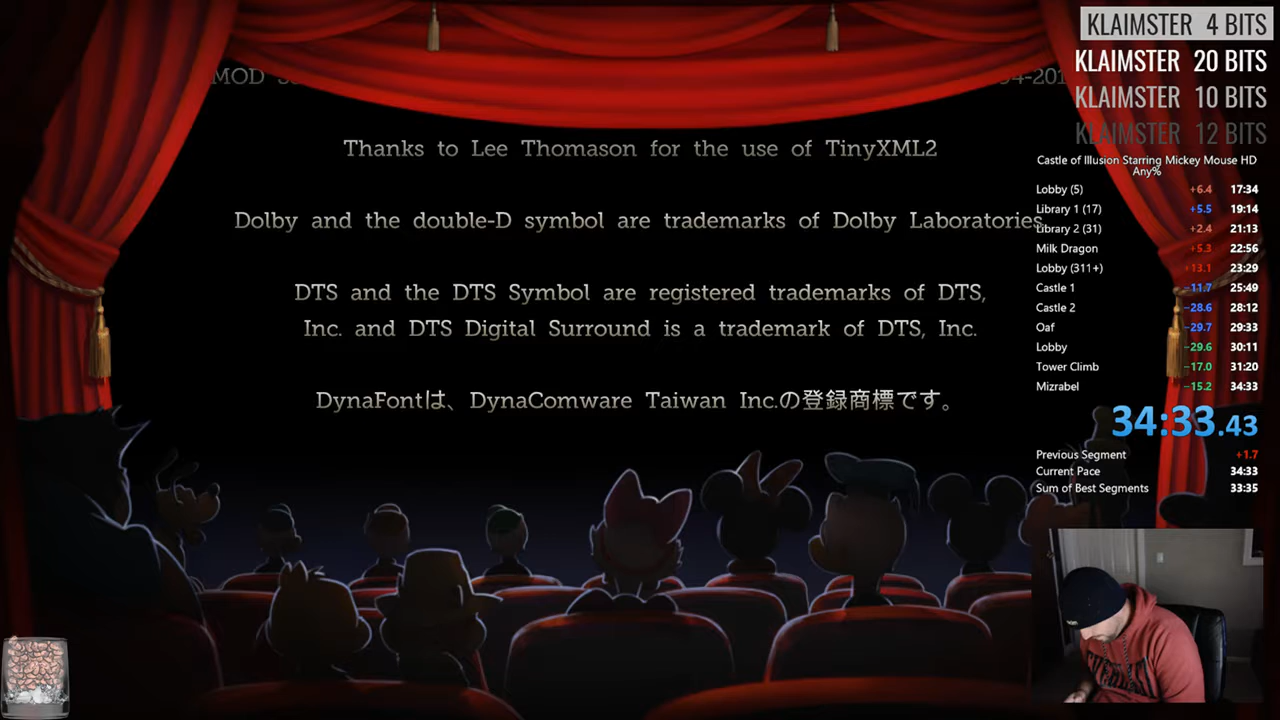 MOD
Thanks to Lee Thomason for the use of TinyXML2
Dolby and the double-D symbol are trademarks of Dolby Laboratories.
DTS and the DTS Symbol are registered trademarks of DTS,
Inc. and DTS Digital Surround is a trademark of DTS, Inc.
DynaFontは、DynaComware Taiwan Inc.の登録商標です。
KLAIMSTER 4 BITS
KLAIMSTER 20 BITS
KLAIMSTER 10 BITS
KLAIMSTER 12 BITS
Castle of Illusion Starring Mickey Mouse HD
Any%
Lobby (5) +6.4 17:34
Library 1 (17) +5.5 19:14
Library 2 (31) +2.4 21:13
Milk Dragon +5.3 22:56
Lobby (311+) +13.1 23:29
Castle 1 −11.7 25:49
Castle 2 −28.6 28:12
Oaf −29.7 29:33
Lobby −29.6 30:11
Tower Climb −17.0 31:20
Mizrabel −15.2 34:33
34:33.43
Previous Segment +1.7
Current Pace 34:33
Sum of Best Segments 33:35